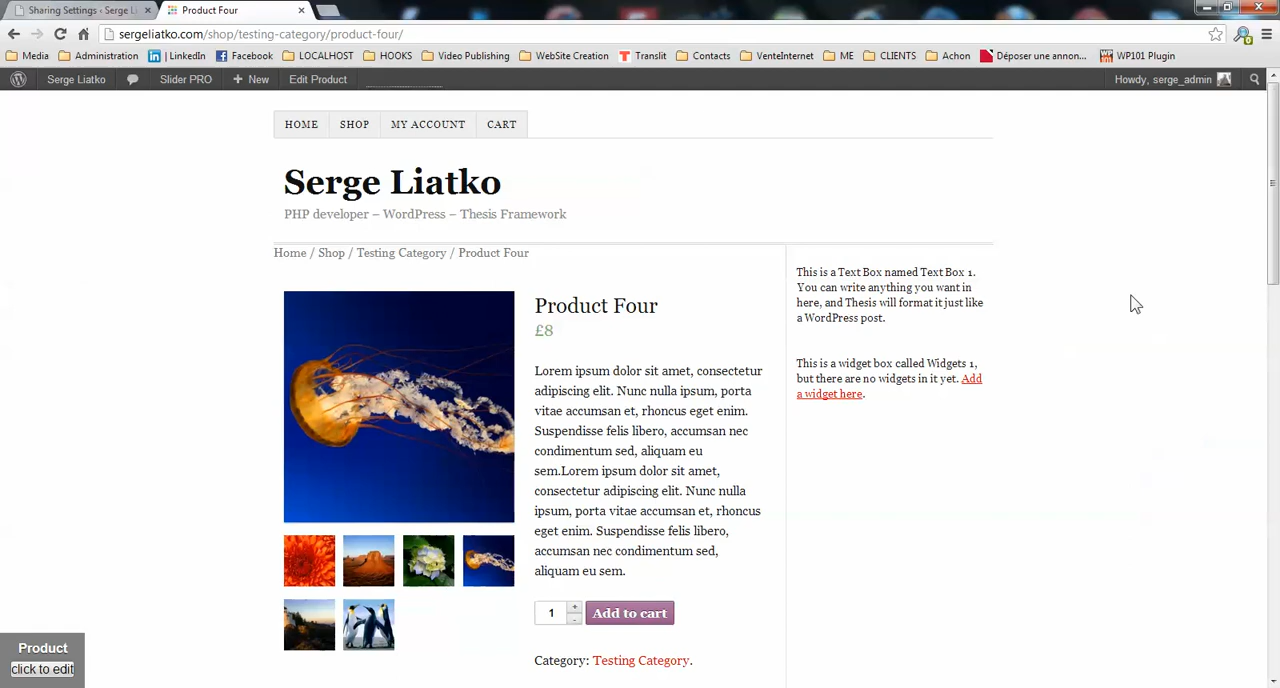 Sharing Settings ‹ Serge Li
Product Four
sergeliatko.com/shop/testing-category/product-four/
Media
Administration
LinkedIn
Facebook
LOCALHOST
HOOKS
Video Publishing
WebSite Creation
Translit
Contacts
VenteInternet
ME
CLIENTS
Achon
Déposer une annon...
WP101 Plugin
Serge Liatko
Slider PRO
+ New
Edit Product
Howdy, serge_admin
HOME
SHOP
MY ACCOUNT
CART
Serge Liatko
PHP developer – WordPress – Thesis Framework
Home / Shop / Testing Category / Product Four
Product Four
£8
Lorem ipsum dolor sit amet, consectetur
adipiscing elit. Nunc nulla ipsum, porta
vitae accumsan et, rhoncus eget enim.
Suspendisse felis libero, accumsan nec
condimentum sed, aliquam eu
sem.Lorem ipsum dolor sit amet,
consectetur adipiscing elit. Nunc nulla
ipsum, porta vitae accumsan et, rhoncus
eget enim. Suspendisse felis libero,
accumsan nec condimentum sed,
aliquam eu sem.
1
+
-
Add to cart
Category: Testing Category.
This is a Text Box named Text Box 1.
You can write anything you want in
here, and Thesis will format it just like
a WordPress post.
This is a widget box called Widgets 1,
but there are no widgets in it yet. Add
a widget here.
Product
click to edit